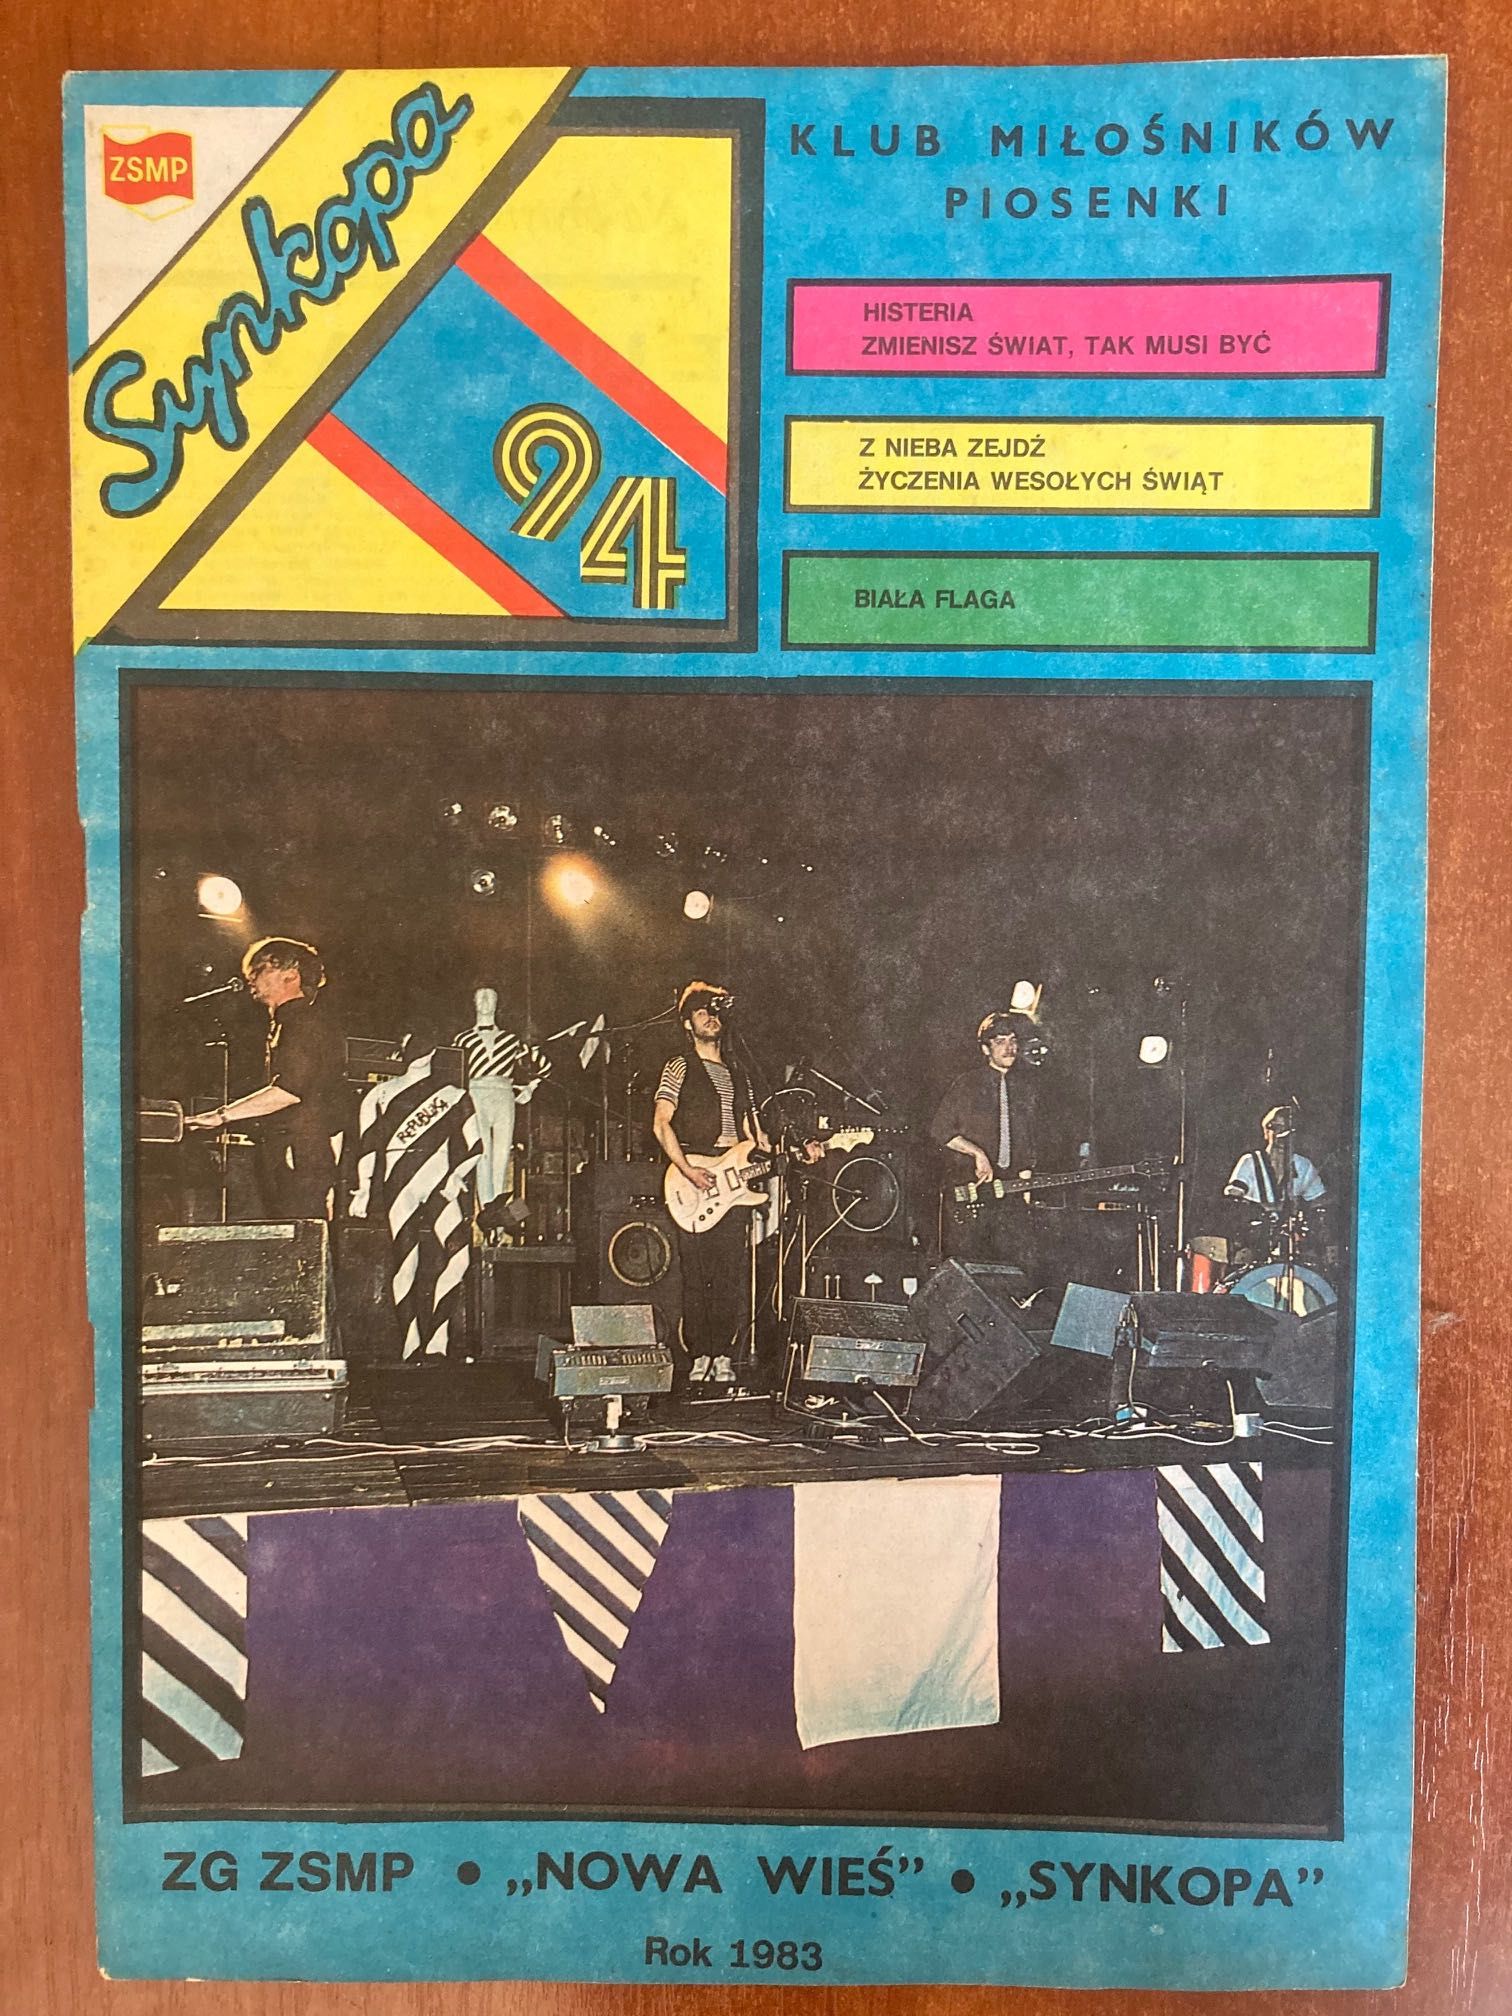 ZSMP
Synkopa
94
KLUB MIŁOŚNIKÓW
PIOSENKI
HISTERIA
ZMIENISZ ŚWIAT, TAK MUSI BYĆ
Z NIEBA ZEJDŹ
ŻYCZENIA WESOŁYCH ŚWIĄT
BIAŁA FLAGA
REPUBLIKA
ZG ZSMP • „NOWA WIEŚ” • „SYNKOPA”
Rok 1983